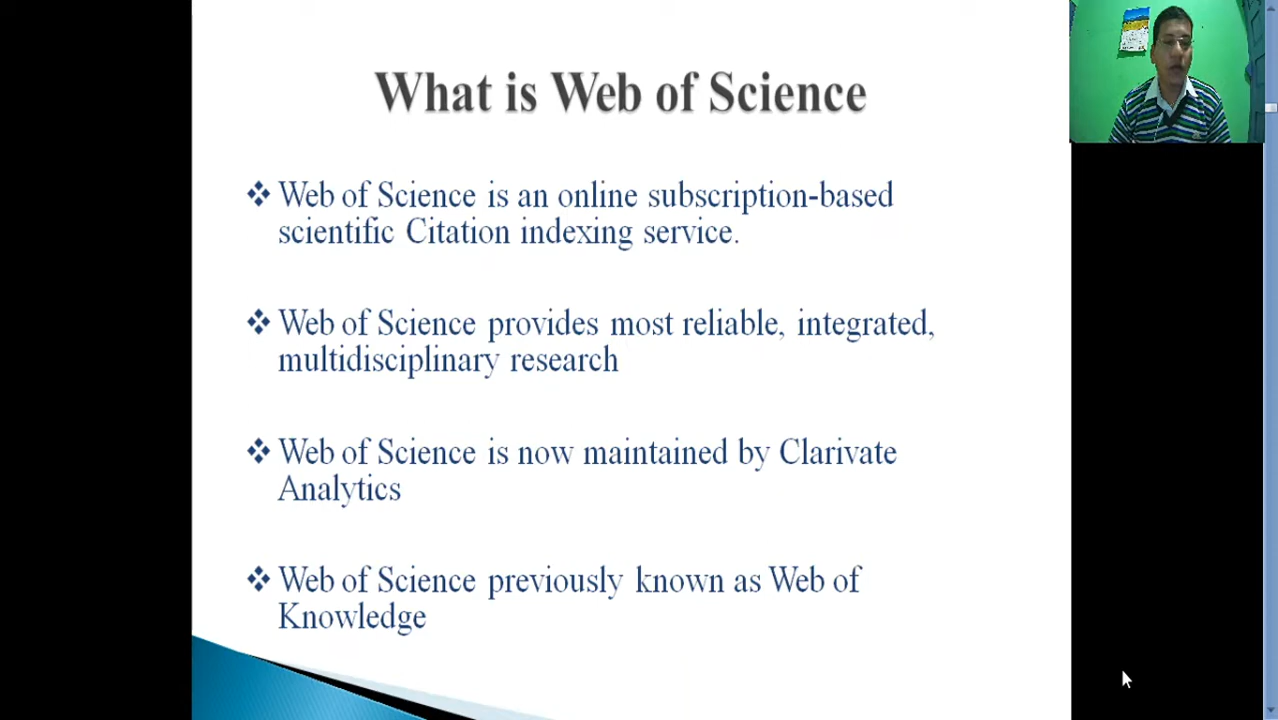 What is Web of Science
Web of Science is an online subscription-based
scientific Citation indexing service.
Web of Science provides most reliable, integrated,
multidisciplinary research
Web of Science is now maintained by Clarivate
Analytics
Web of Science previously known as Web of
Knowledge